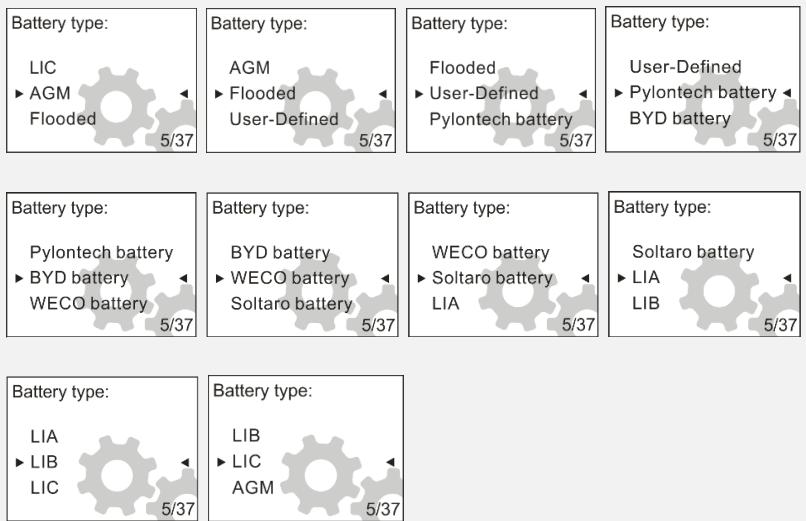 Battery type:
LIC
▶ AGM ◀
Flooded
5/37
Battery type:
AGM
▶ Flooded ◀
User-Defined
5/37
Battery type:
Flooded
▶ User-Defined ◀
Pylontech battery
5/37
Battery type:
User-Defined
▶ Pylontech battery ◀
BYD battery
5/37
Battery type:
Pylontech battery
▶ BYD battery ◀
WECO battery
5/37
Battery type:
BYD battery
▶ WECO battery ◀
Soltaro battery
5/37
Battery type:
WECO battery
▶ Soltaro battery ◀
LIA
5/37
Battery type:
Soltaro battery
▶ LIA ◀
LIB
5/37
Battery type:
LIA
▶ LIB ◀
LIC
5/37
Battery type:
LIB
▶ LIC ◀
AGM
5/37